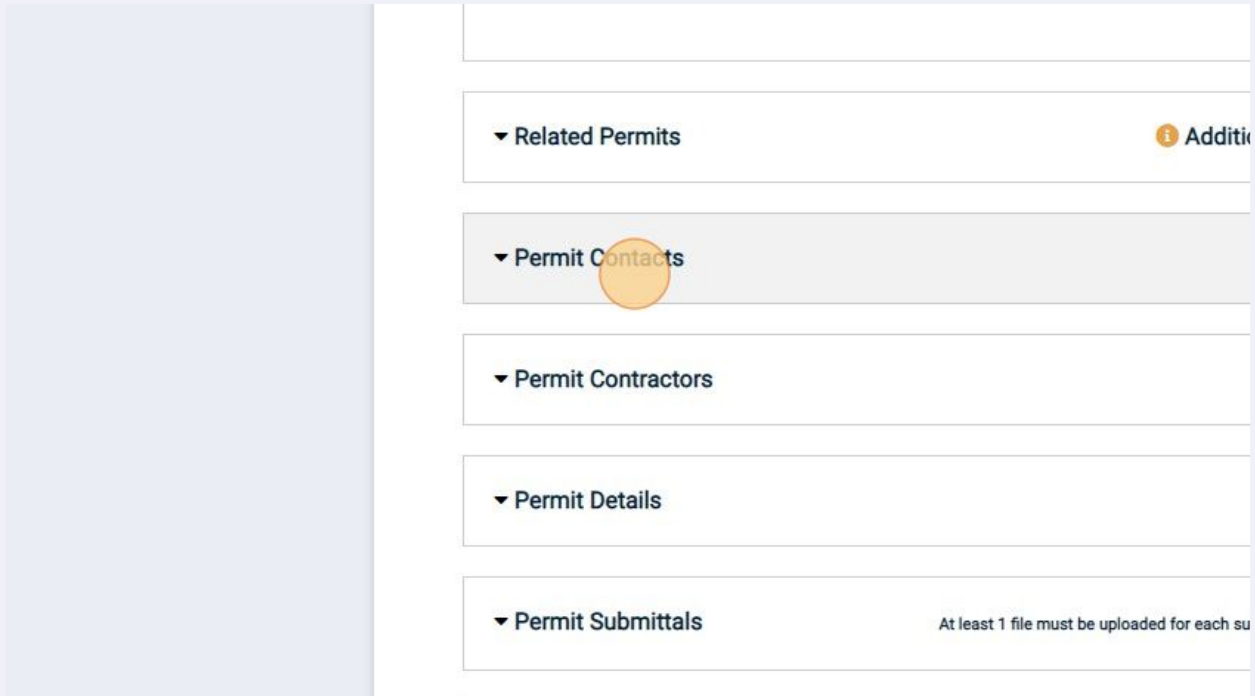 Related Permits
Permit Contacts
Permit Contractors
Permit Details
Permit Submittals At least 1 file must be uploaded for each